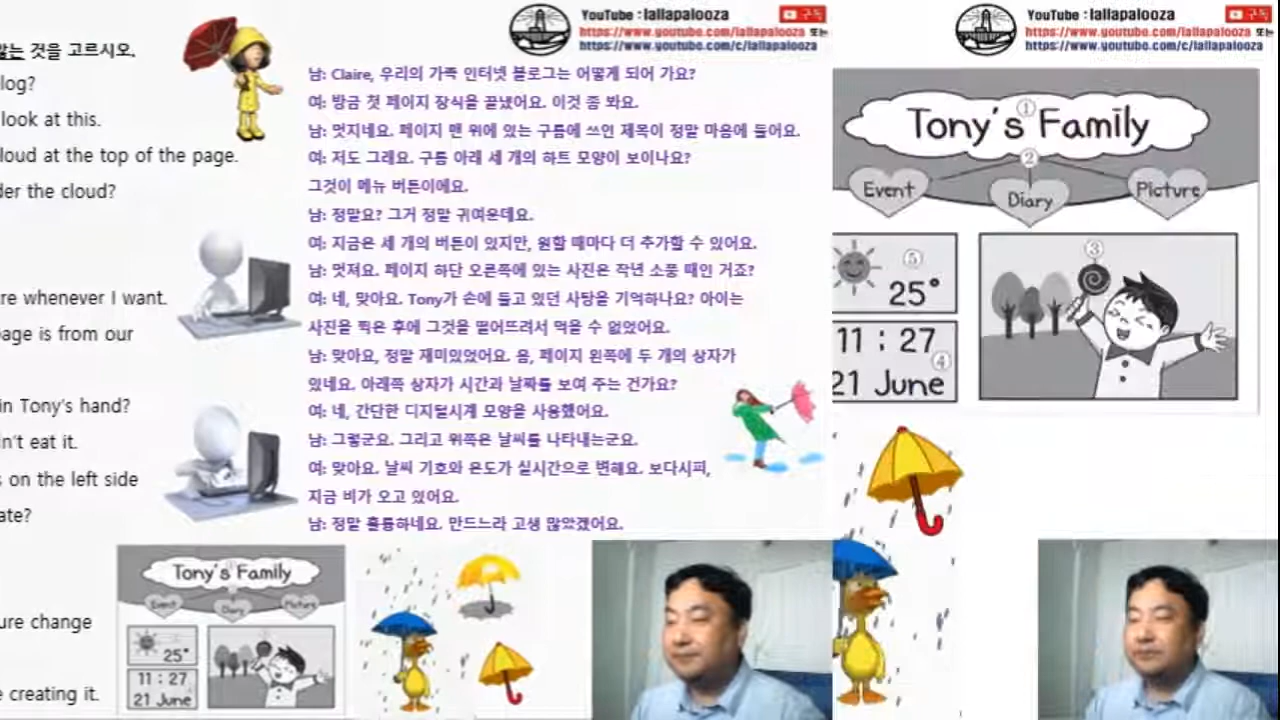 YouTube : lallapalooza
구독
https://www.youtube.com/lallapalooza 또는
https://www.youtube.com/c/lallapalooza
않는 것을 고르시오.
log?
look at this.
loud at the top of the page.
der the cloud?
re whenever I want.
page is from our
in Tony's hand?
n't eat it.
s on the left side
ate?
ure change
e creating it.
남: Claire, 우리의 가족 인터넷 블로그는 어떻게 되어 가요?
여: 방금 첫 페이지 장식을 끝냈어요. 이것 좀 봐요.
남: 멋지네요. 페이지 맨 위에 있는 구름에 쓰인 제목이 정말 마음에 들어요.
여: 저도 그래요. 구름 아래 세 개의 하트 모양이 보이나요?
그것이 메뉴 버튼이에요.
남: 정말요? 그거 정말 귀여운데요.
여: 지금은 세 개의 버튼이 있지만, 원할 때마다 더 추가할 수 있어요.
남: 멋져요. 페이지 하단 오른쪽에 있는 사진은 작년 소풍 때인 거죠?
여: 네, 맞아요. Tony가 손에 들고 있던 사탕을 기억하나요? 아이는
사진을 찍은 후에 그것을 떨어뜨려서 먹을 수 없었어요.
남: 맞아요, 정말 재미있었어요. 음, 페이지 왼쪽에 두 개의 상자가
있네요. 아래쪽 상자가 시간과 날짜를 보여 주는 건가요?
여: 네, 간단한 디지털시계 모양을 사용했어요.
남: 그렇군요. 그리고 위쪽은 날씨를 나타내는군요.
여: 맞아요. 날씨 기호와 온도가 실시간으로 변해요. 보다시피,
지금 비가 오고 있어요.
남: 정말 훌륭하네요. 만드느라 고생 많았겠어요.
Tony's Family
Event
Diary
Picture
25°
11 : 27
21 June
YouTube : lallapalooza
구독
https://www.youtube.com/lallapalooza 또는
https://www.youtube.com/c/lallapalooza
①
Tony's Family
②
Event
Diary
Picture
③
⑤
25°
11 : 27
④
21 June